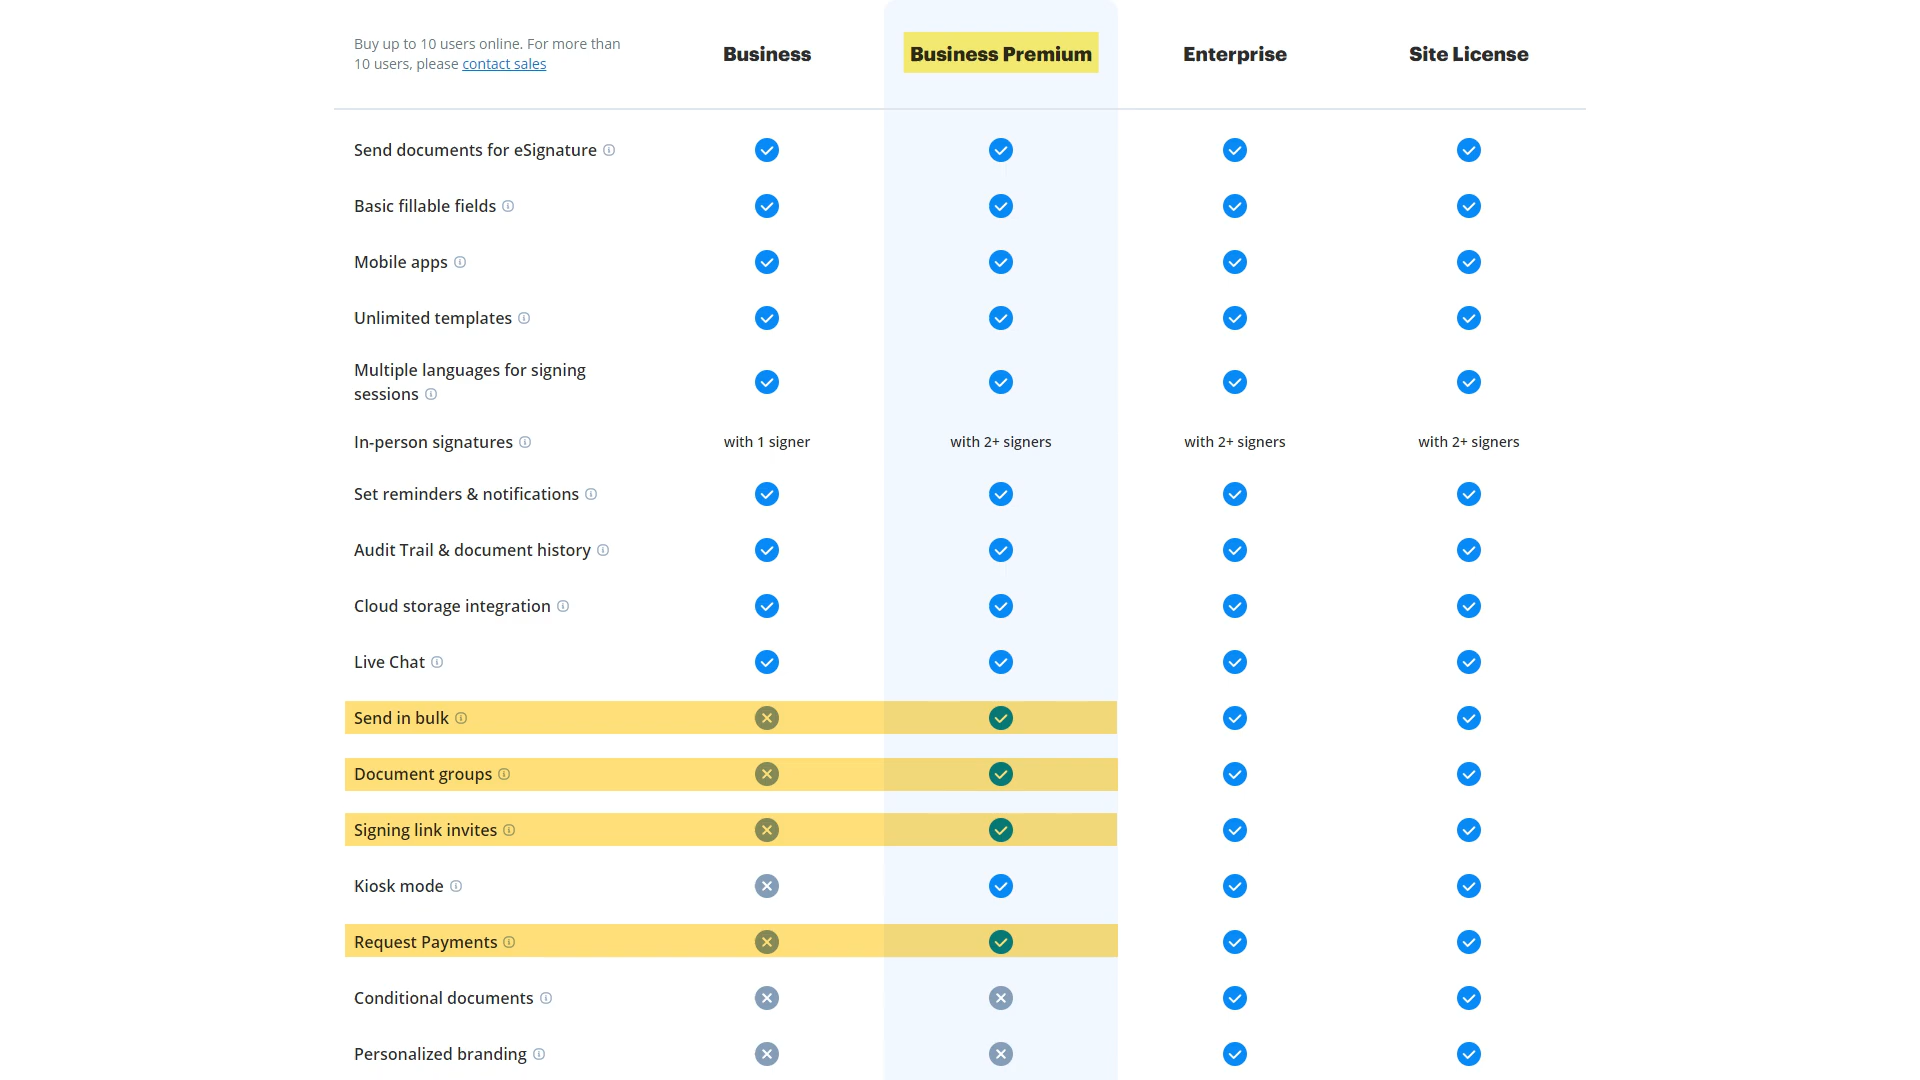 Buy up to 10 users online. For more than
10 users, please contact sales
Business
Business Premium
Enterprise
Site License
Send documents for eSignature
Basic fillable fields
Mobile apps
Unlimited templates
Multiple languages for signing
sessions
In-person signatures
with 1 signer
with 2+ signers
with 2+ signers
with 2+ signers
Set reminders & notifications
Audit Trail & document history
Cloud storage integration
Live Chat
Send in bulk
Document groups
Signing link invites
Kiosk mode
Request Payments
Conditional documents
Personalized branding